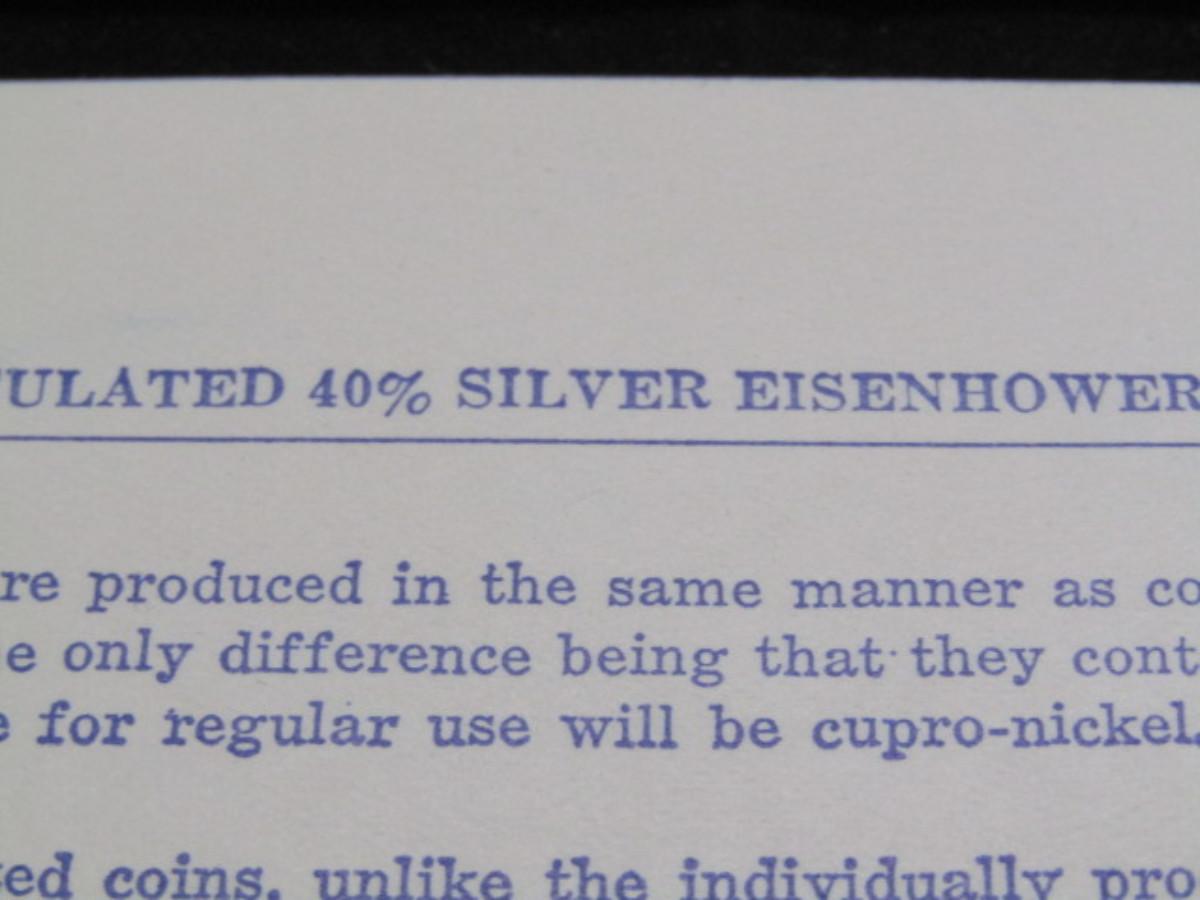 ULATED 40% SILVER EISENHOWER
re produced in the same manner as co
e only difference being that they cont
e for regular use will be cupro-nickel.
ed coins, unlike the individually pro